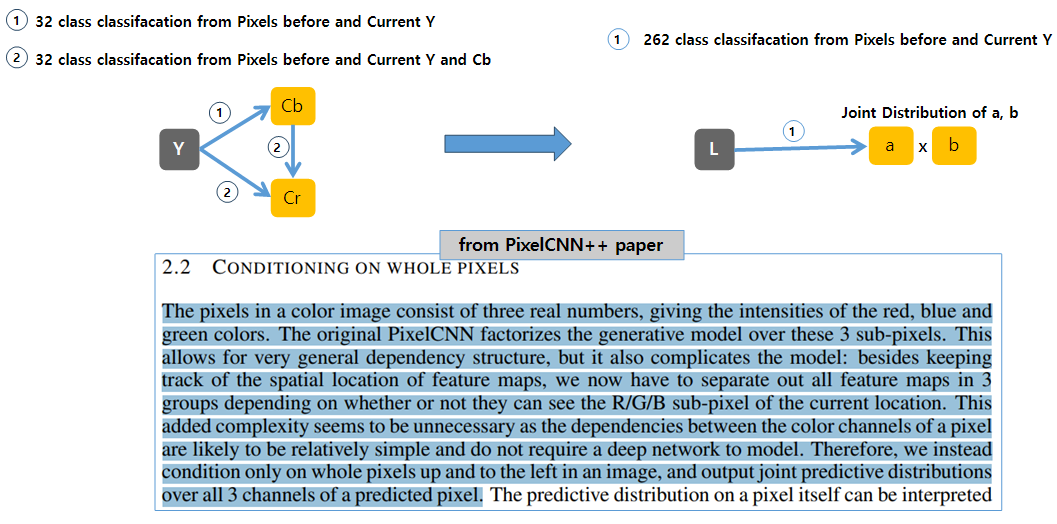 1 32 class classifacation from Pixels before and Current Y
2 32 class classifacation from Pixels before and Current Y and Cb
1 262 class classifacation from Pixels before and Current Y
Joint Distribution of a, b
Y
1
Cb
2
2
Cr
L
1
a x b
from PixelCNN++ paper
2.2 CONDITIONING ON WHOLE PIXELS
The pixels in a color image consist of three real numbers, giving the intensities of the red, blue and
green colors. The original PixelCNN factorizes the generative model over these 3 sub-pixels. This
allows for very general dependency structure, but it also complicates the model: besides keeping
track of the spatial location of feature maps, we now have to separate out all feature maps in 3
groups depending on whether or not they can see the R/G/B sub-pixel of the current location. This
added complexity seems to be unnecessary as the dependencies between the color channels of a pixel
are likely to be relatively simple and do not require a deep network to model. Therefore, we instead
condition only on whole pixels up and to the left in an image, and output joint predictive distributions
over all 3 channels of a predicted pixel. The predictive distribution on a pixel itself can be interpreted